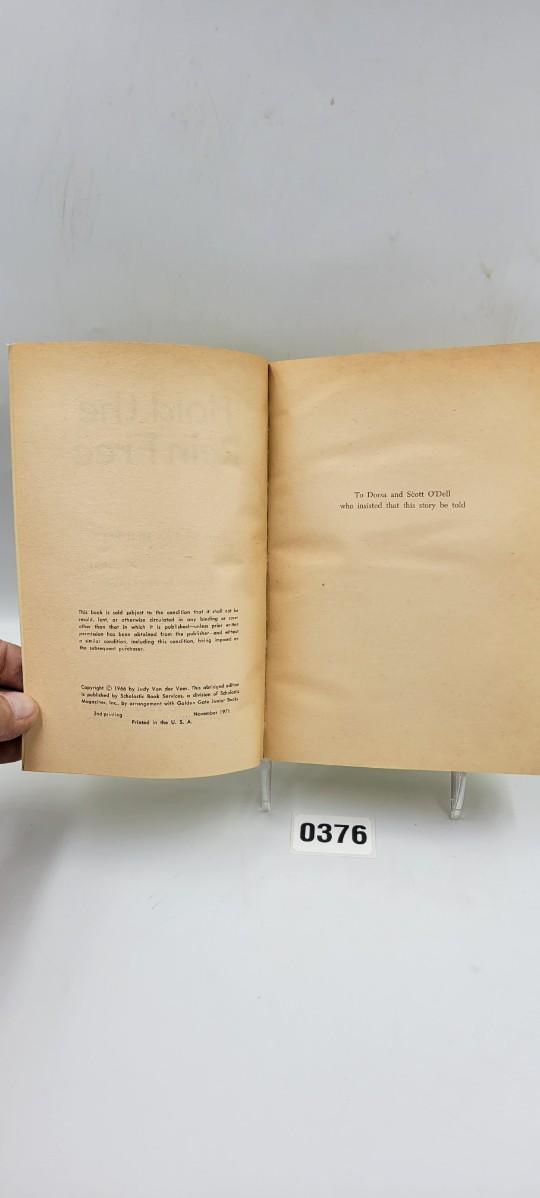 Hold the
Rein Free
This book is sold subject to the condition that it shall not be
resold, lent, or otherwise circulated in any binding or cover
other than that in which it is published—unless prior written
permission has been obtained from the publisher—and without
a similar condition, including this condition, being imposed on
the subsequent purchaser.
Copyright © 1966 by Judy Van der Veer. This abridged edition
is published by Scholastic Book Services, a division of Scholastic
Magazines, Inc., by arrangement with Golden Gate Junior Books
2nd printing . . . November 1971
Printed in the U. S. A.
To Dorsa and Scott O'Dell
who insisted that this story be told
0376